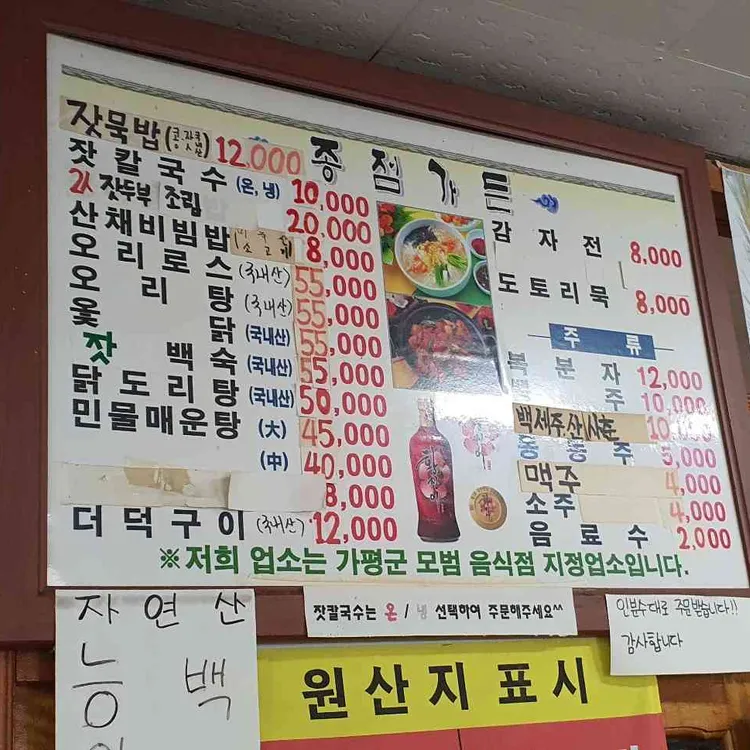 종점가든
잣묵밥 (콩,잣국산) 12,000
잣칼국수 (온,냉) 10,000
2人 잣두부 조림 20,000
산채비빔밥 8,000
오리로스 (국내산) 55,000
오리탕 (국내산) 55,000
옻닭 (국내산) 55,000
잣백숙 (국내산) 55,000
닭도리탕 (국내산) 50,000
민물매운탕 (大) 45,000
(中) 40,000
8,000
더덕구이 (국내산) 12,000
감자전 8,000
도토리묵 8,000
주류
복분자 12,000
주 10,000
백세주,산사춘 10
동동주 5,000
맥주 4,000
소주 4,000
음료수 2,000
※저희 업소는 가평군 모범 음식점 지정업소입니다.
자연산
능 백
잣칼국수는 온 / 냉 선택하여 주문해주세요^^
인분수대로 주문받습니다!!
감사합니다
원산지 표시